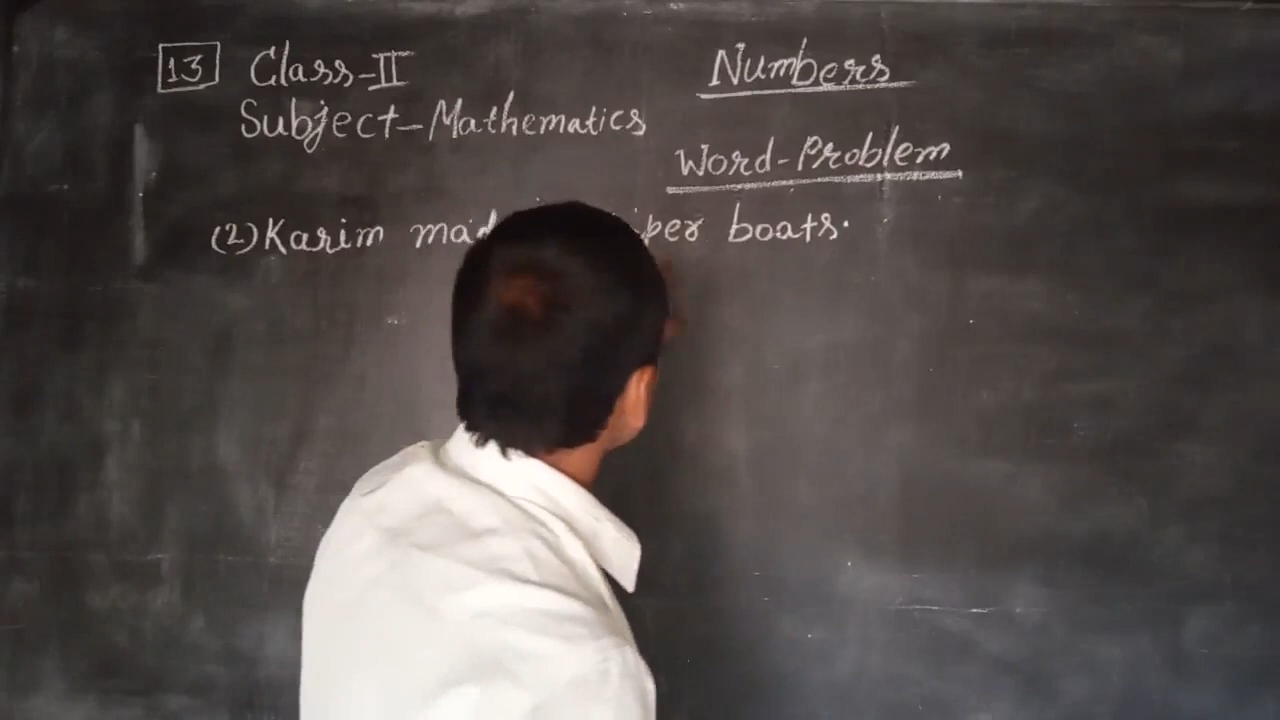 13 Class-II
Subject-Mathematics
Numbers
Word-Problem
(2) Karim boats.